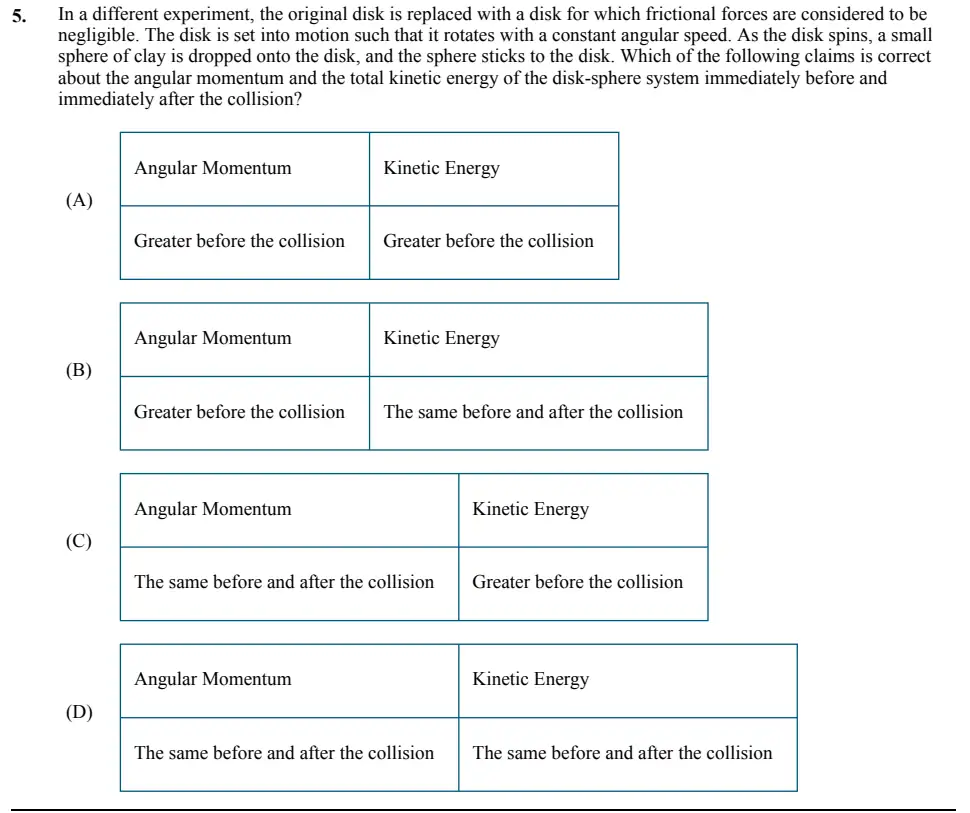 5. In a different experiment, the original disk is replaced with a disk for which frictional forces are considered to be
negligible. The disk is set into motion such that it rotates with a constant angular speed. As the disk spins, a small
sphere of clay is dropped onto the disk, and the sphere sticks to the disk. Which of the following claims is correct
about the angular momentum and the total kinetic energy of the disk-sphere system immediately before and
immediately after the collision?
(A)
Angular Momentum Kinetic Energy
Greater before the collision Greater before the collision
(B)
Angular Momentum Kinetic Energy
Greater before the collision The same before and after the collision
(C)
Angular Momentum Kinetic Energy
The same before and after the collision Greater before the collision
(D)
Angular Momentum Kinetic Energy
The same before and after the collision The same before and after the collision